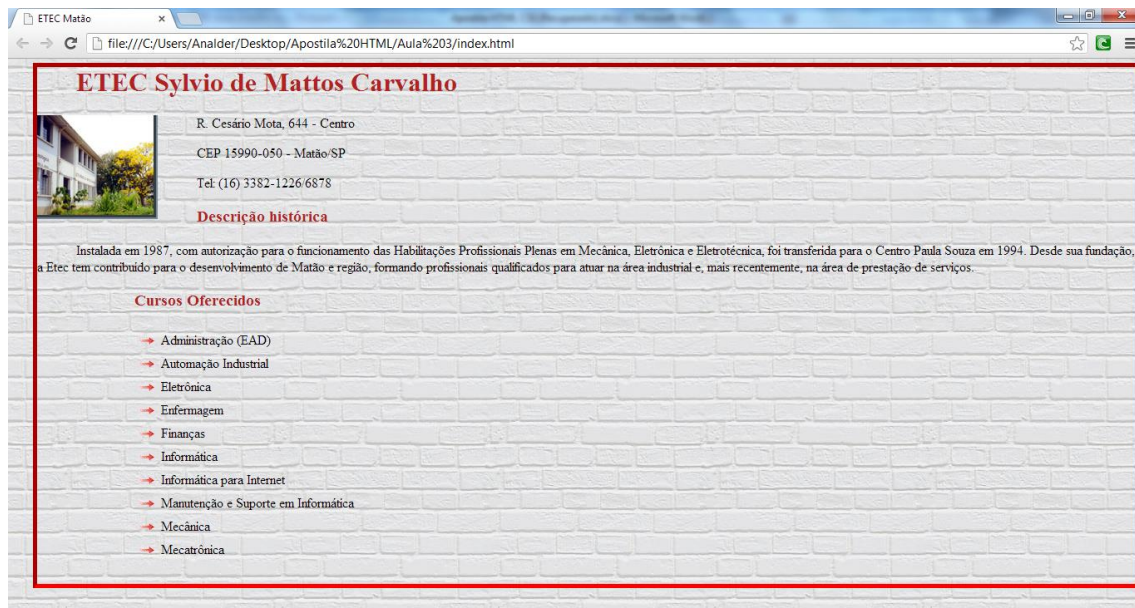 ETEC Matão
file:///C:/Users/Analder/Desktop/Apostila%20HTML/Aula%203/index.html
ETEC Sylvio de Mattos Carvalho
R. Cesário Mota, 644 - Centro
CEP 15990-050 - Matão/SP
Tel: (16) 3382-1226/6878
Descrição histórica
Instalada em 1987, com autorização para o funcionamento das Habilitações Profissionais Plenas em Mecânica, Eletrônica e Eletrotécnica, foi transferida para o Centro Paula Souza em 1994. Desde sua fundação,
a Etec tem contribuído para o desenvolvimento de Matão e região, formando profissionais qualificados para atuar na área industrial e, mais recentemente, na área de prestação de serviços.
Cursos Oferecidos
Administração (EAD)
Automação Industrial
Eletrônica
Enfermagem
Finanças
Informática
Informática para Internet
Manutenção e Suporte em Informática
Mecânica
Mecatrônica